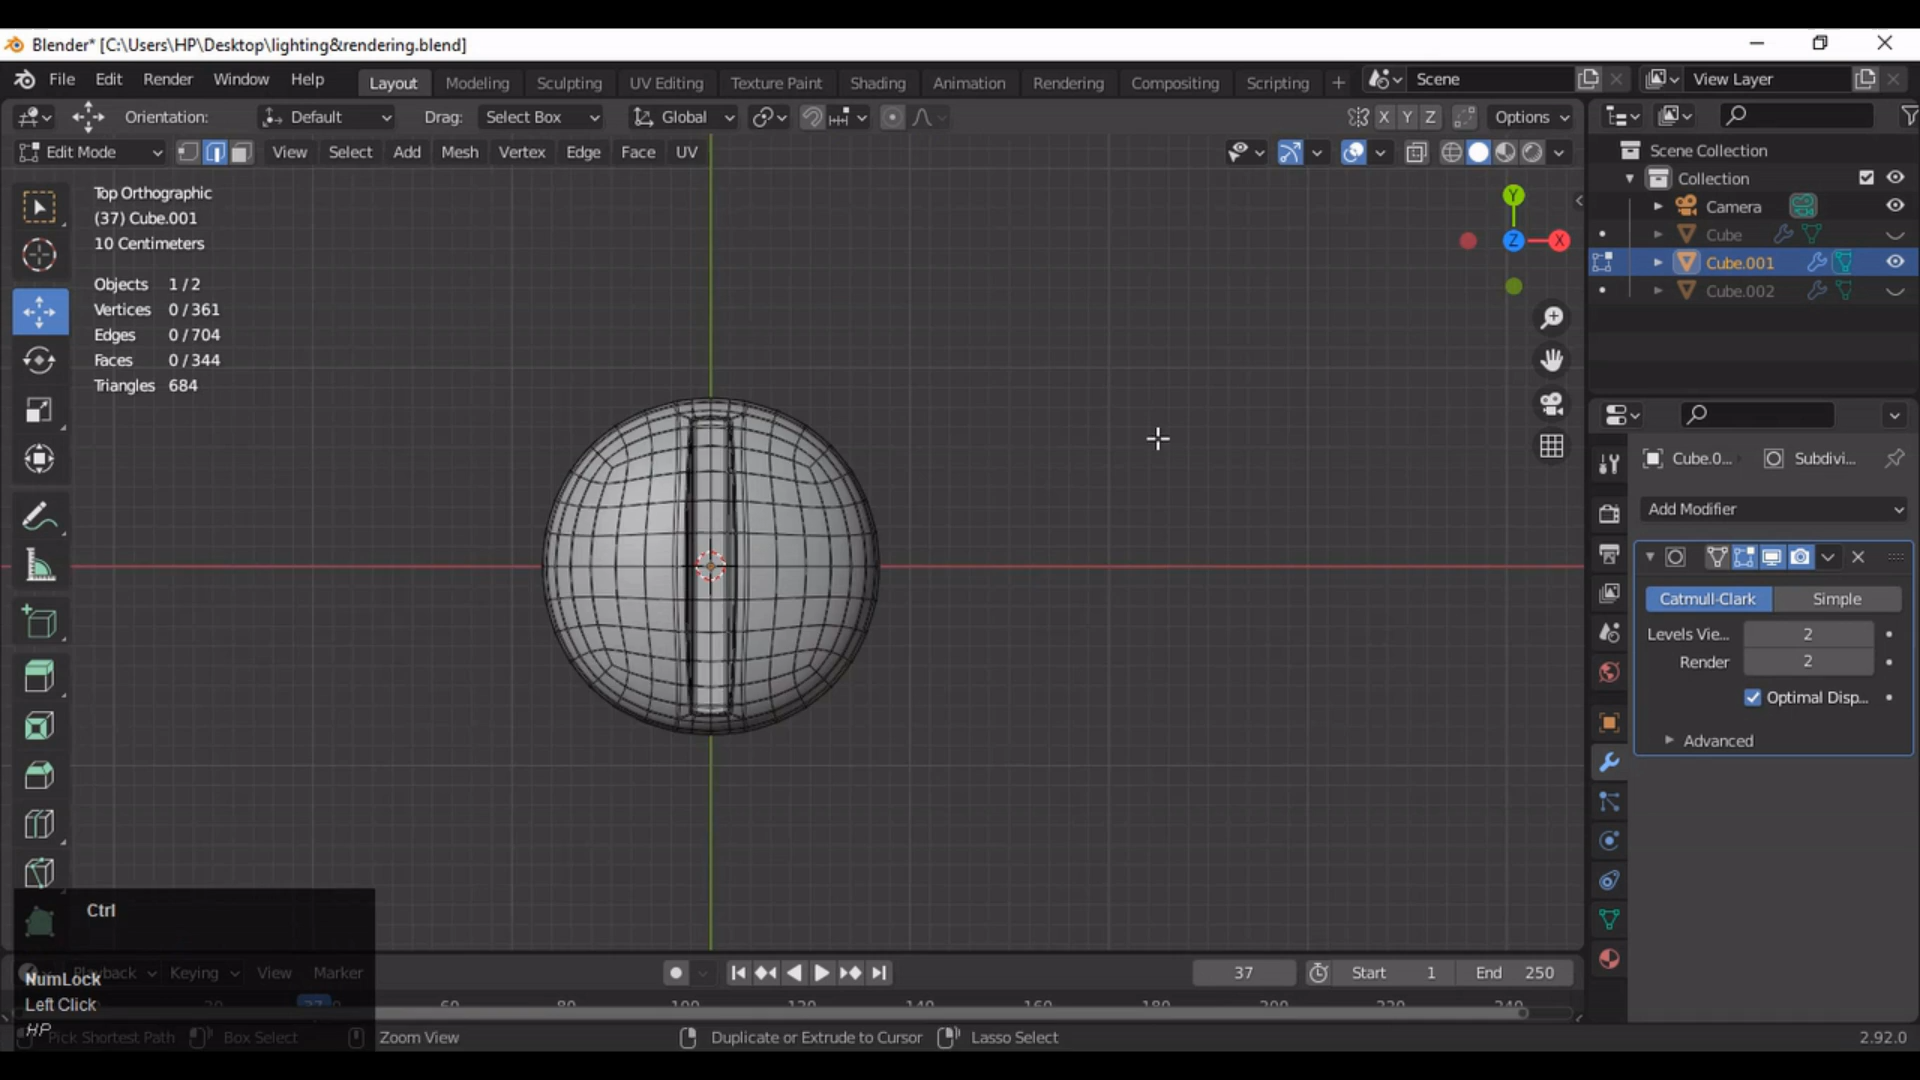 Blender* [C:\Users\HP\Desktop\lighting&rendering.blend]
File Edit Render Window Help Layout Modeling Sculpting UV Editing Texture Paint Shading Animation Rendering Compositing Scripting + Scene View Layer
Orientation: Default Drag: Select Box Global X Y Z Options
Edit Mode View Select Add Mesh Vertex Edge Face UV
Scene Collection
Collection
Camera
Cube
Cube.001
Cube.002
Top Orthographic
(37) Cube.001
10 Centimeters
Objects 1 / 2
Vertices 0 / 361
Edges 0 / 704
Faces 0 / 344
Triangles 684
Y
Z
X
Cube.0... Subdivi...
Add Modifier
Catmull-Clark Simple
Levels Vie... 2
Render 2
Optimal Disp...
Advanced
Ctrl
NumLock
Left Click
HP
Playback Keying View Marker 37 Start 1 End 250
60 80 100 120 140 160 180 200 220 240
Pick Shortest Path Box Select Zoom View Duplicate or Extrude to Cursor Lasso Select 2.92.0